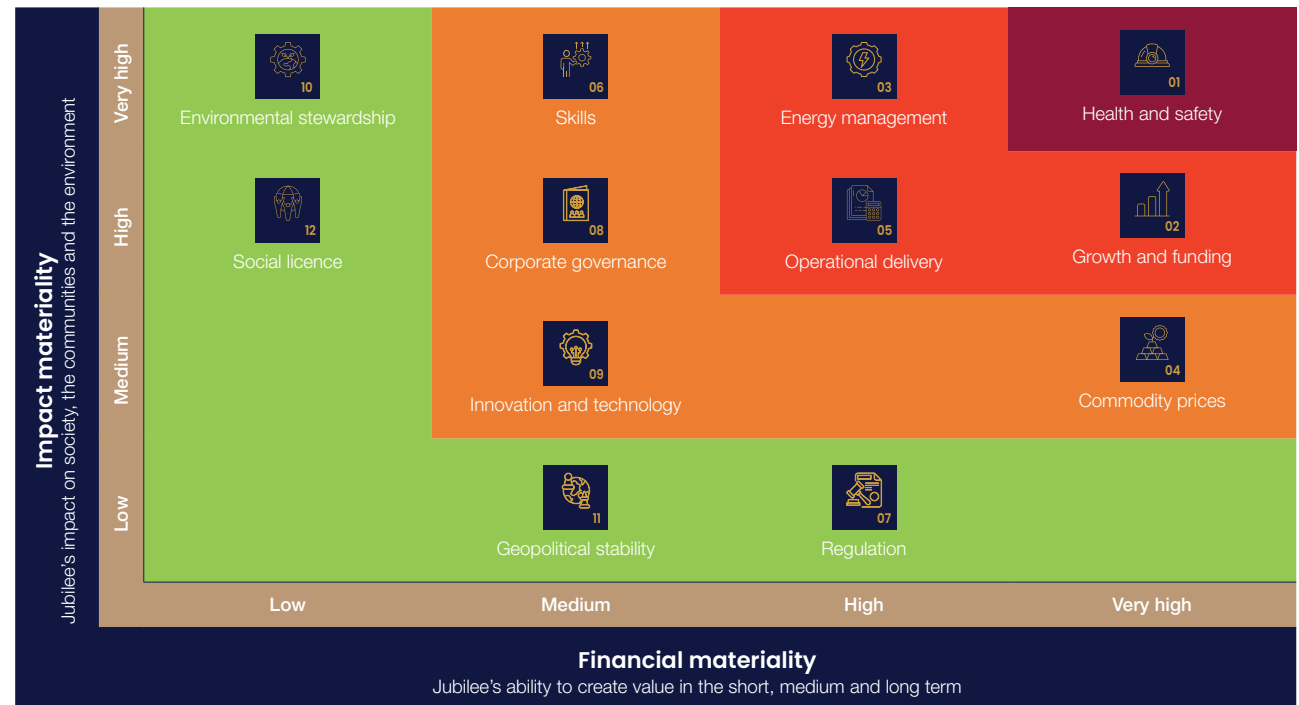 Impact materiality
Jubilee's impact on society, the communities and the environment
Very high
10
Environmental stewardship
06
Skills
03
Energy management
01
Health and safety
High
12
Social licence
08
Corporate governance
05
Operational delivery
02
Growth and funding
Medium
09
Innovation and technology
04
Commodity prices
Low
11
Geopolitical stability
07
Regulation
Low
Medium
High
Very high
Financial materiality
Jubilee's ability to create value in the short, medium and long term